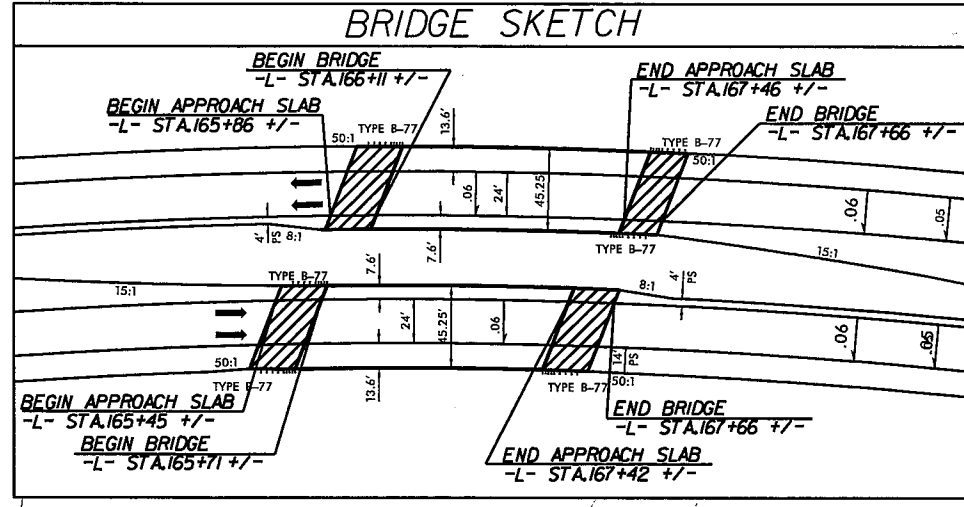 BRIDGE SKETCH
BEGIN BRIDGE
-L- STA.166+11 +/-
END APPROACH SLAB
-L- STA.167+46 +/-
BEGIN APPROACH SLAB
-L- STA.165+86 +/-
END BRIDGE
-L- STA.167+66 +/-
50:1
TYPE B-77
13.6'
TYPE B-77
50:1
.06
24'
45.25'
.06
.05
4'
PS
8:1
7.6'
7.6'
TYPE B-77
15:1
TYPE B-77
15:1
8:1
4'
PS
24'
45.25'
.06
.06
.05
50:1
14'
PS
TYPE B-77
13.6'
TYPE B-77
50:1
BEGIN APPROACH SLAB
-L- STA.165+45 +/-
END BRIDGE
-L- STA.167+66 +/-
BEGIN BRIDGE
-L- STA.165+71 +/-
END APPROACH SLAB
-L- STA.167+42 +/-